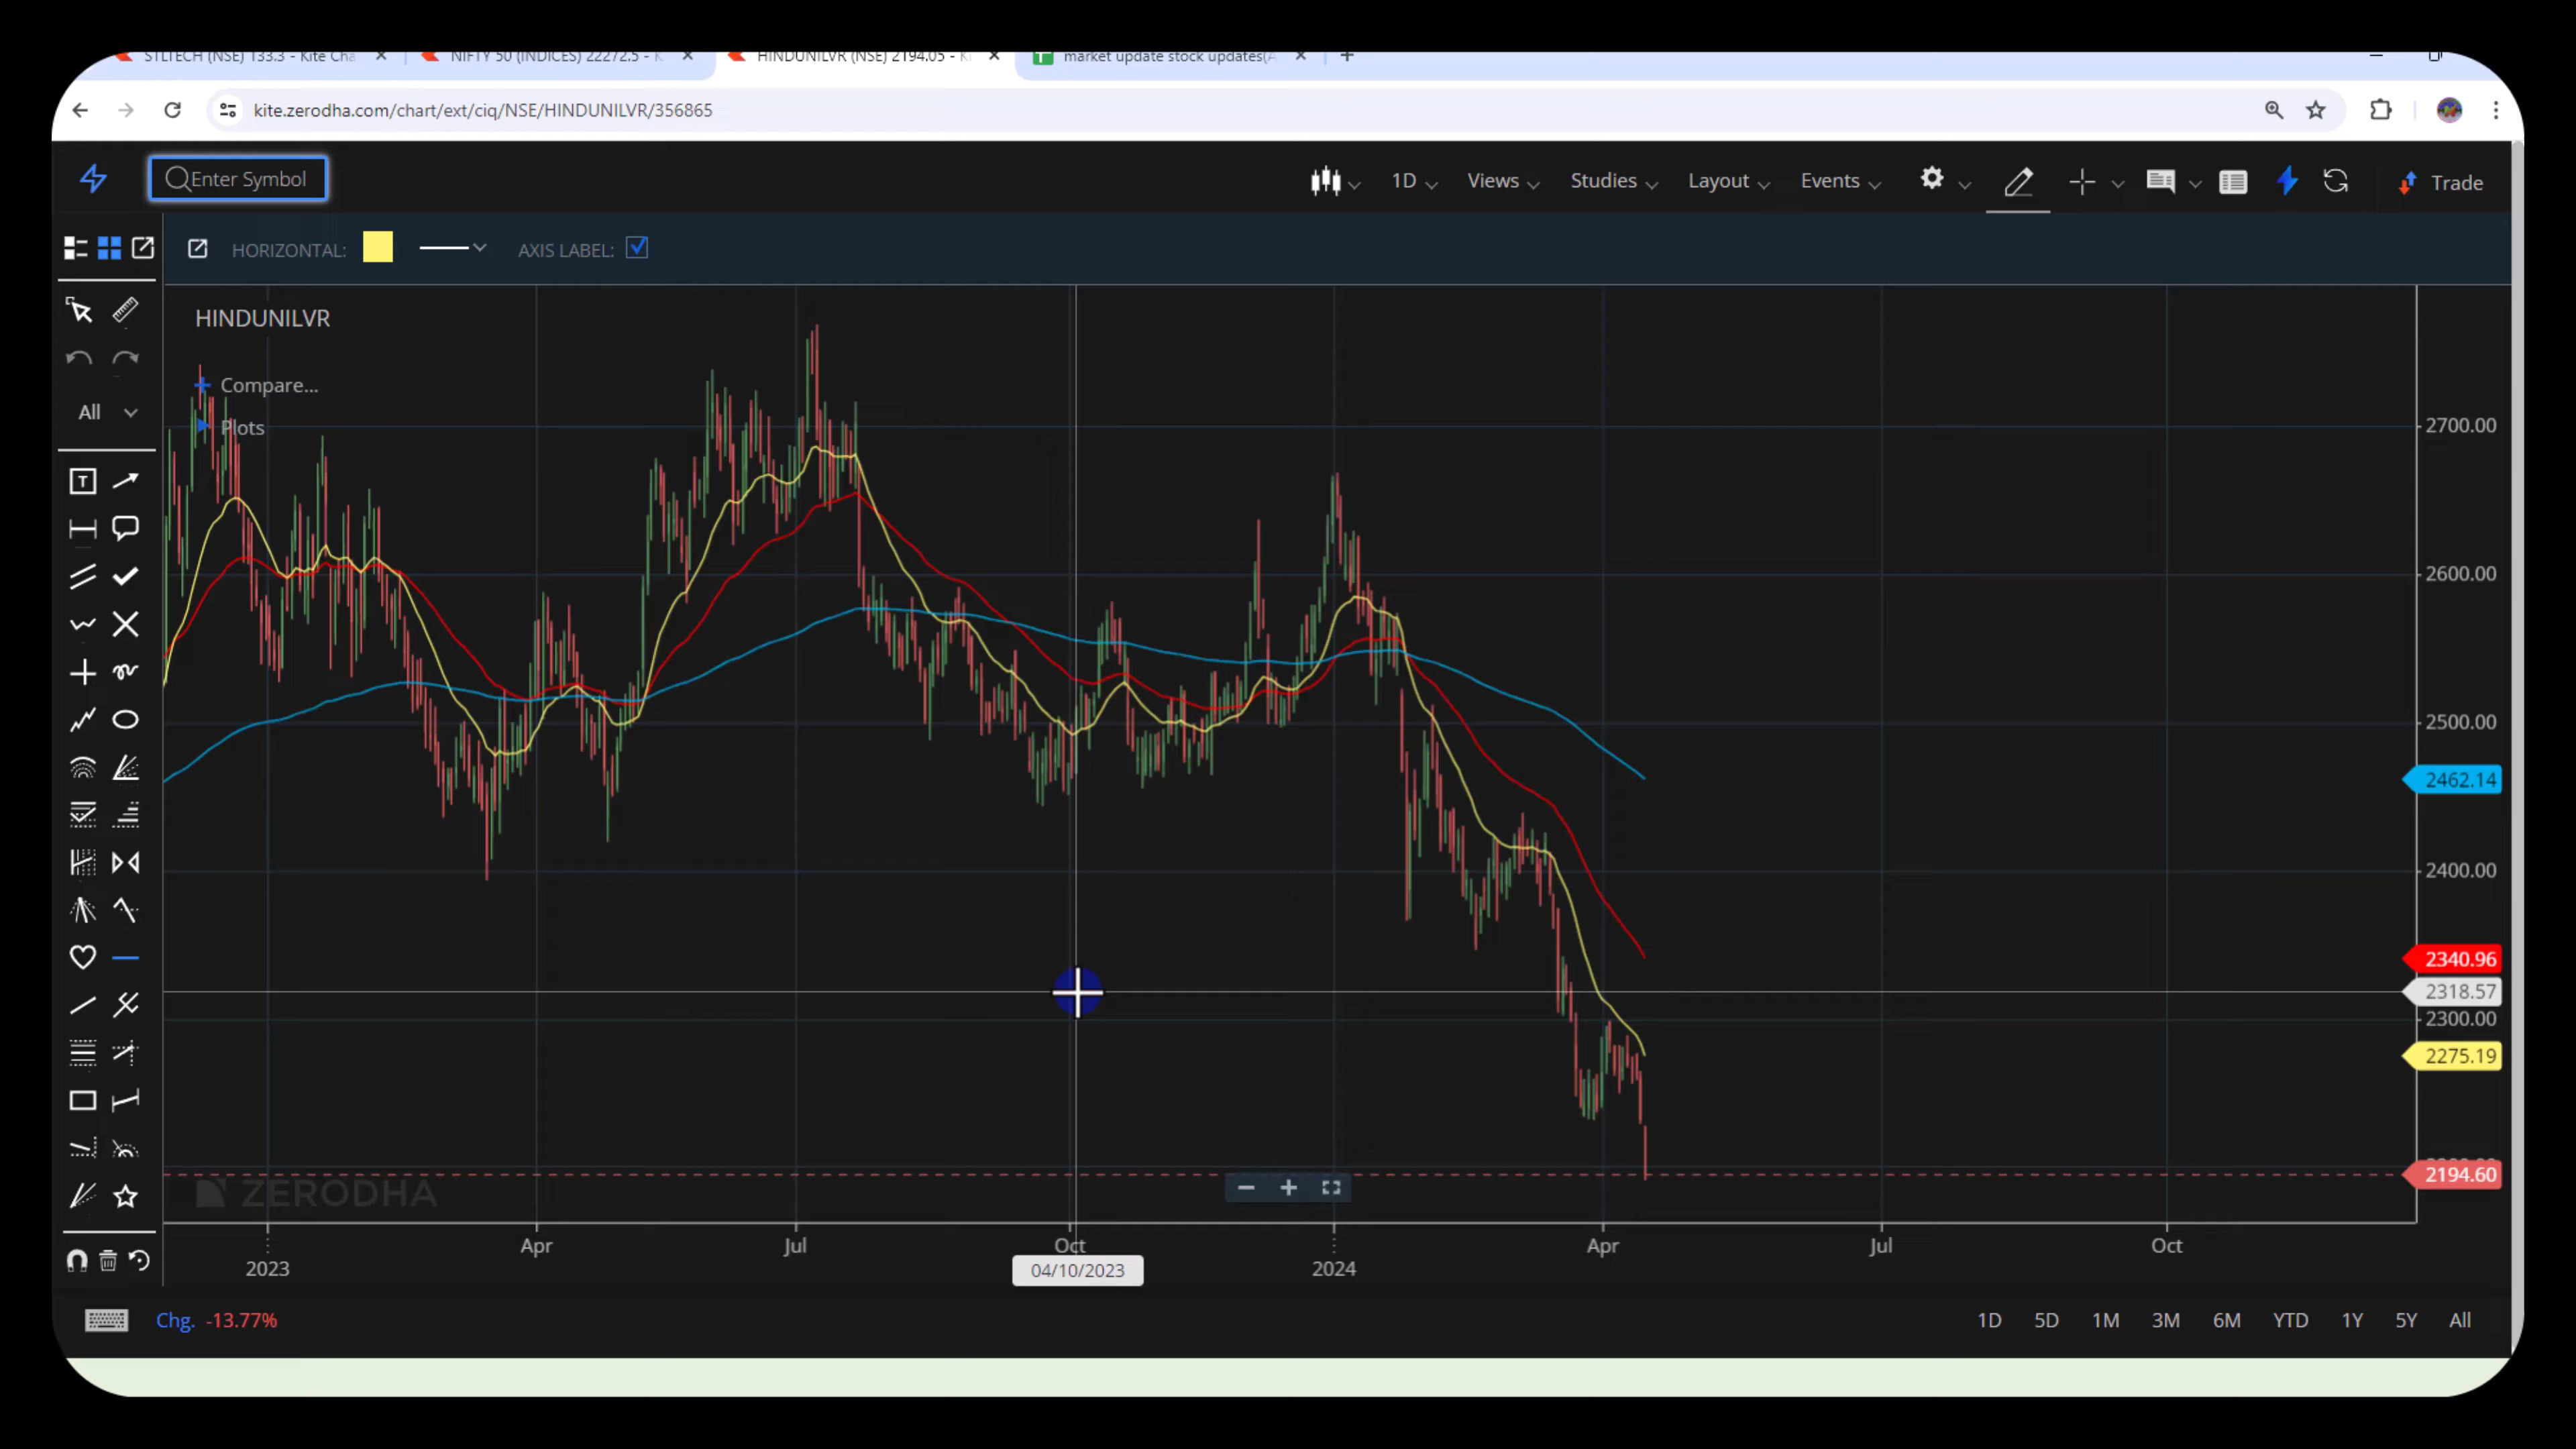 STLTECH (NSE) 133.3 - Kite Cha
NIFTY 50 (INDICES) 22272.5 - K
HINDUNILVR (NSE) 2194.05 - Ki
market update stock updates(A
kite.zerodha.com/chart/ext/ciq/NSE/HINDUNILVR/356865
Enter Symbol
1D
Views
Studies
Layout
Events
Trade
HORIZONTAL:
AXIS LABEL:
HINDUNILVR
Compare...
Plots
All
T
2700.00
2600.00
2500.00
2462.14
2400.00
2340.96
2318.57
2300.00
2275.19
2194.60
ZERODHA
Apr
Jul
Oct
Apr
Jul
Oct
2023
04/10/2023
2024
Chg. -13.77%
1D 5D 1M 3M 6M YTD 1Y 5Y All